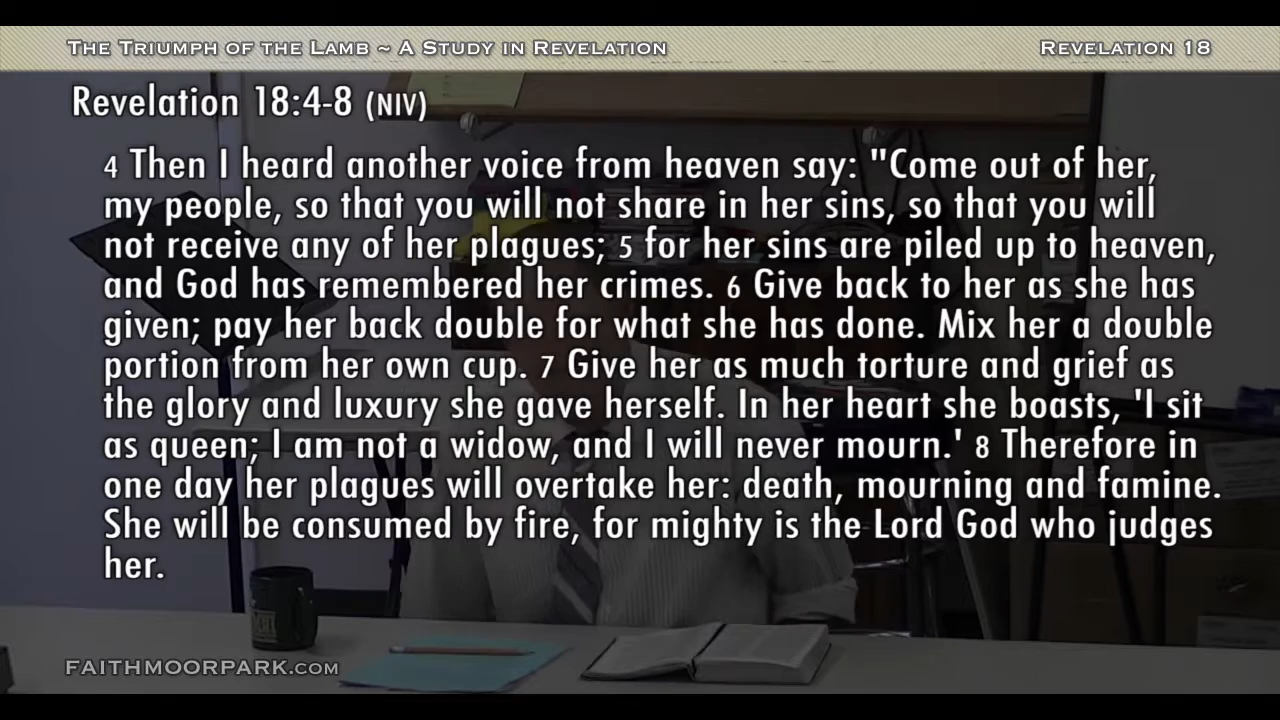 THE TRIUMPH OF THE LAMB ~ A STUDY IN REVELATION
REVELATION 18
Revelation 18:4-8 (NIV)
4 Then I heard another voice from heaven say: "Come out of her,
my people, so that you will not share in her sins, so that you will
not receive any of her plagues; 5 for her sins are piled up to heaven,
and God has remembered her crimes. 6 Give back to her as she has
given; pay her back double for what she has done. Mix her a double
portion from her own cup. 7 Give her as much torture and grief as
the glory and luxury she gave herself. In her heart she boasts, 'I sit
as queen; I am not a widow, and I will never mourn.' 8 Therefore in
one day her plagues will overtake her: death, mourning and famine.
She will be consumed by fire, for mighty is the Lord God who judges
her.
FAITHMOORPARK.COM